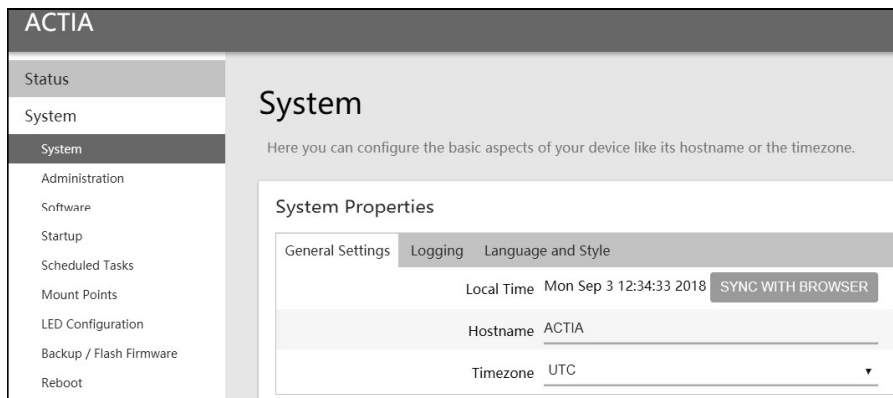 ACTIA
Status
System
System
Administration
Software
Startup
Scheduled Tasks
Mount Points
LED Configuration
Backup / Flash Firmware
Reboot
System
Here you can configure the basic aspects of your device like its hostname or the timezone.
System Properties
General Settings Logging Language and Style
Local Time Mon Sep 3 12:34:33 2018 SYNC WITH BROWSER
Hostname ACTIA
Timezone UTC